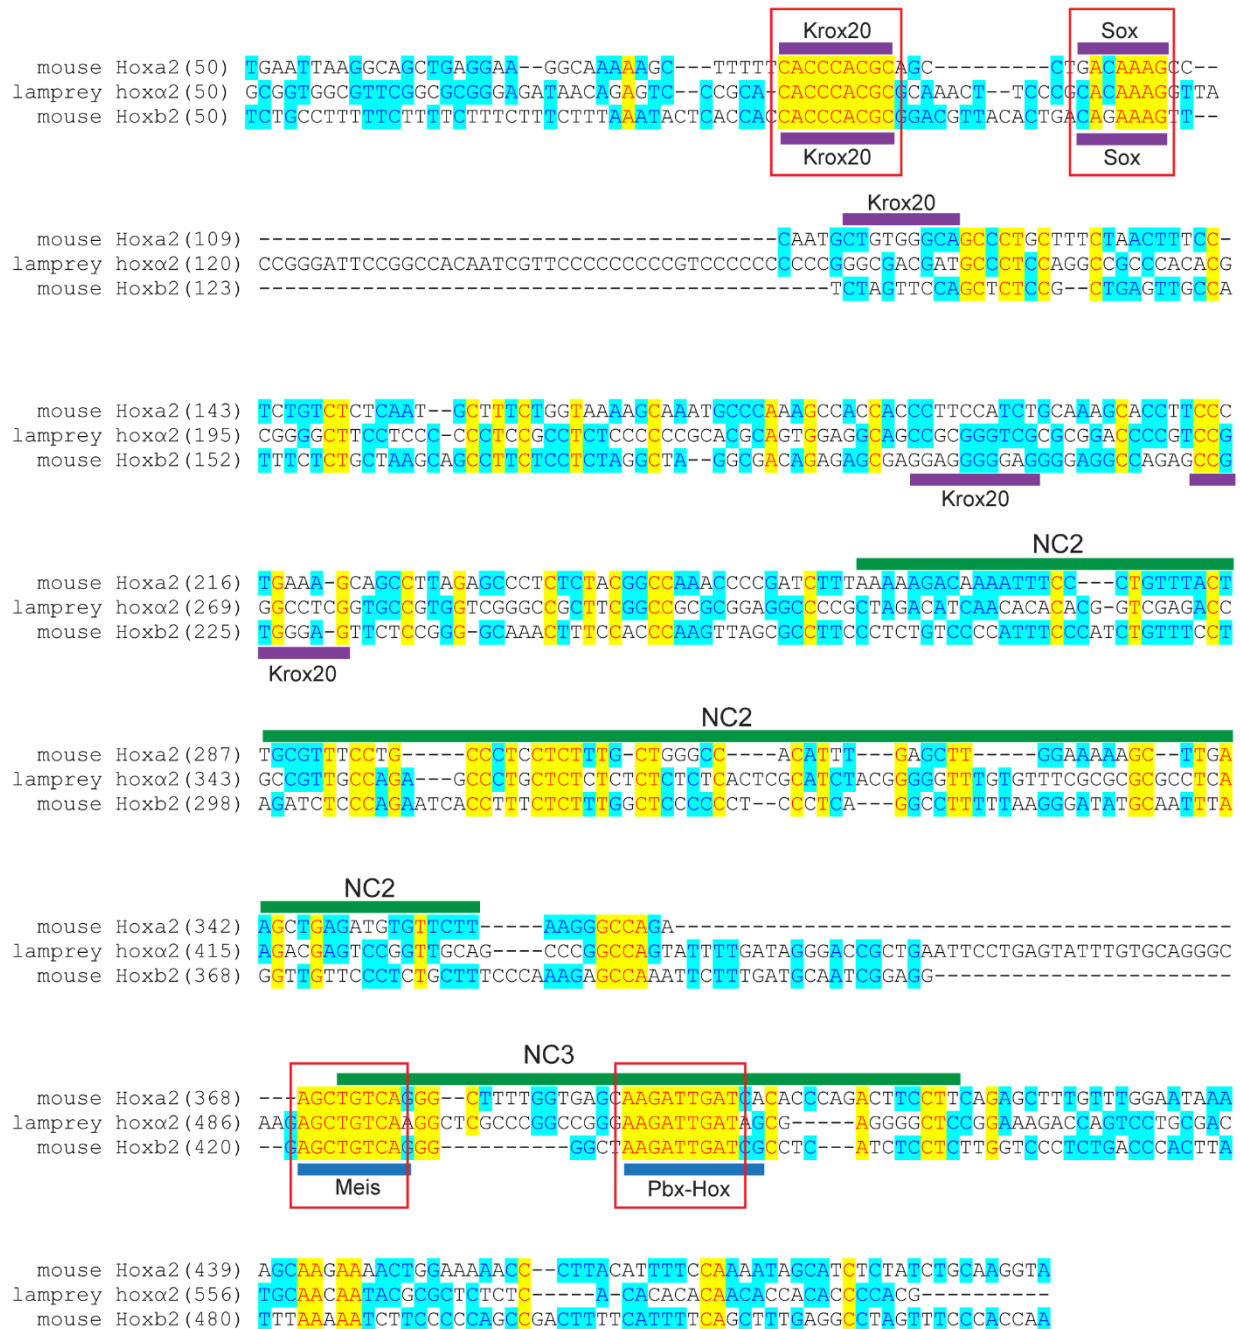 Krox20 Sox
mouse Hoxa2(50) TGAATTAAGGCAGCTGAGGAA--GGCAAAAAGC---TTTTTCACCCACGCAGC---------CTGACAAAGCC--
lamprey hoxα2(50) GCGGTGGCGTTCGGCGCGGGAGATAACAGAGTC--CCGCA-CACCCACGCGCAAACT--TCCCGCACAAAGGTTA
mouse Hoxb2(50) TCTGCCTTTTTCTTTTCTTTCTTTCTTTAAATACTCACCACCACCCACGCGGACGTTACACTGACAGAAAGTT--
Krox20 Sox
Krox20
mouse Hoxa2(109) ----------------------------------------CAATGCTGTGGGCAGCCCTGCTTTCTAACTTTCC-
lamprey hoxα2(120) CCGGGATTCCGGCCACAATCGTTCCCCCCCCCGTCCCCCCCCCCGGGCGACGATGCCCTCCAGGCCGCCCACACG
mouse Hoxb2(123) --------------------------------------------TCTAGTTCCAGCTCTCCG--CTGAGTTGCCA
mouse Hoxa2(143) TCTGTCTCTCAAT--GCTTTCTGGTAAAAGCAAATGCCCAAAGCCACCACCCTTCCATCTGCAAAGCACCTTCCC
lamprey hoxα2(195) CGGGGCTTCCTCCC-CCCTCCGCCTCTCCCCCCGCACGCAGTGGAGGCAGCCGCGGGTCGCGCGGACCCCGTCCG
mouse Hoxb2(152) TTTCTCTGCTAAGCAGCCTTCTCCTCTAGGCTA--GGCGACAGAGAGCGAGGAGGGGGAGGGGAGGCCAGAGCCG
Krox20
NC2
mouse Hoxa2(216) TGAAA-GCAGCCTTAGAGCCCTCTCTACGGCCAAACCCCGATCTTTAAAAAGACAAAATTTCC---CTGTTTACT
lamprey hoxα2(269) GGCCTCGGTGCCGTGGTCGGGCCGCTTCGGCCGCGCGGAGGCCCCGCTAGACATCAACACACACG-GTCGAGACC
mouse Hoxb2(225) TGGGA-GTTCTCCGGG-GCAAACTTTCCACCCAAGTTAGCGCCTTCCCTCTGTCCCCATTTCCCATCTGTTTCCT
Krox20
NC2
mouse Hoxa2(287) TGCGTTTCCTG-----CCCTCCTCTTTG-CTGGGCC----ACATTT---GAGCTT-----GGAAAAAGC--TTGA
lamprey hoxα2(343) GCCGTTGCCAGA---GCCCTGCTCTCTCTCTCTCTCACTCGCATCTACGGGGGTTTGTGTTTCGCGCGCGCCTCA
mouse Hoxb2(298) AGATCTCCCAGAATCACCTTTCTCTTTGGCTCCCCCCT--CCCTCA---GGCCTTTTTAAGGGATATGCAATTTA
NC2
mouse Hoxa2(342) AGCTGAGATGTGTTCTT-----AAGGGCCAGA-------------------------------------------
lamprey hoxα2(415) AGACGAGTCCGGTTGCAG----CCCGGCCAGTATTTTGATAGGGACCGCTGAATTCCTGAGTATTTGTGCAGGGC
mouse Hoxb2(368) GGTTGTTCCCTCTGCTTTCCCAAAGAGCCAAATTCTTTGATGCAATCGGAGG-----------------------
NC3
mouse Hoxa2(368) ---AGCTGTCAGGG--CTTTTGGTGAGCAAGATTGATCACACCCAGACTTCCTTCAGAGCTTTGTTTGGAATAAA
lamprey hoxα2(486) AAGAGCTGTCAAGGCTCGCCCGGCCGGGAAGATTGATAGCG----AGGGGCTCCGGAAAGACCAGTCCTGCGAC
mouse Hoxb2(420) --GAGCTGTCAGGG----------GGCTAAGATTGATCGCCTC---ATCTCCTCTTGGTCCCTCTGACCCACTTA
Meis Pbx-Hox
mouse Hoxa2(439) AGCAAGAAAACTGGAAAAACC--CTTACATTTTCCAAAATAGCATCTCTATCTGCAAGGTA
lamprey hoxα2(556) TGCAACAATACGCGCTCTCTC-----A-CACACACAACACCACACCCCACG----------
mouse Hoxb2(480) TTTAAAAATCTTCCCCCAGCCGACTTTTCATTTTCAGCTTTGAGGCCTAGTTTCCCACCAA